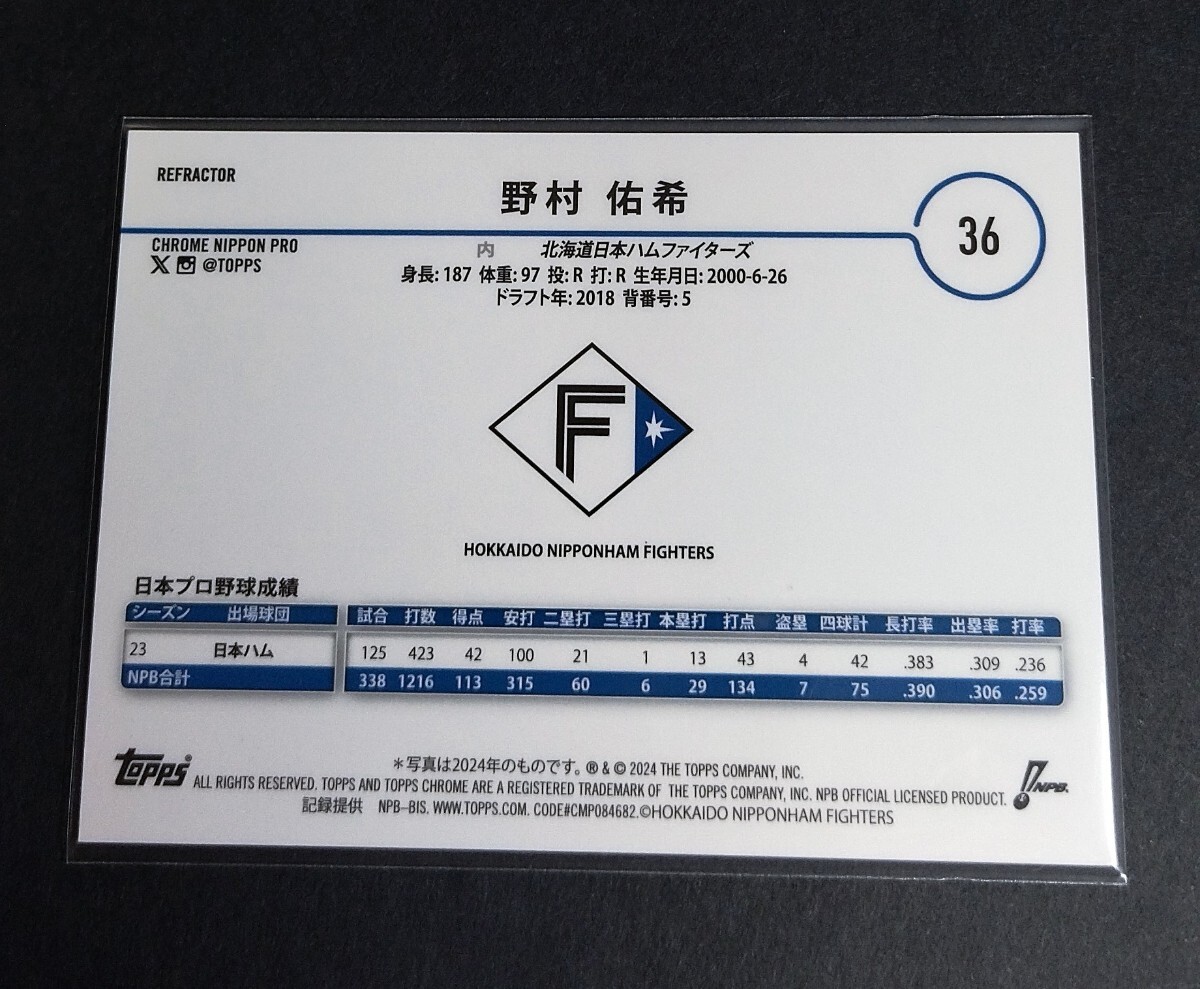 REFRACTOR
野村 佑希
36
CHROME NIPPON PRO
@TOPPS
内 北海道日本ハムファイターズ
身長: 187 体重: 97 投: R 打: R 生年月日: 2000-6-26
ドラフト年: 2018 背番号: 5
F
HOKKAIDO NIPPONHAM FIGHTERS
日本プロ野球成績
シーズン 出場球団 試合 打数 得点 安打 二塁打 三塁打 本塁打 打点 盗塁 四球計 長打率 出塁率 打率
23 日本ハム 125 423 42 100 21 1 13 43 4 42 .383 .309 .236
NPB合計 338 1216 113 315 60 6 29 134 7 75 .390 .306 .259
topps®
＊写真は2024年のものです。® & © 2024 THE TOPPS COMPANY, INC.
ALL RIGHTS RESERVED. TOPPS AND TOPPS CHROME ARE A REGISTERED TRADEMARK OF THE TOPPS COMPANY, INC. NPB OFFICIAL LICENSED PRODUCT.
記録提供 NPB-BIS. WWW.TOPPS.COM. CODE#CMP084682.©HOKKAIDO NIPPONHAM FIGHTERS
NPB.